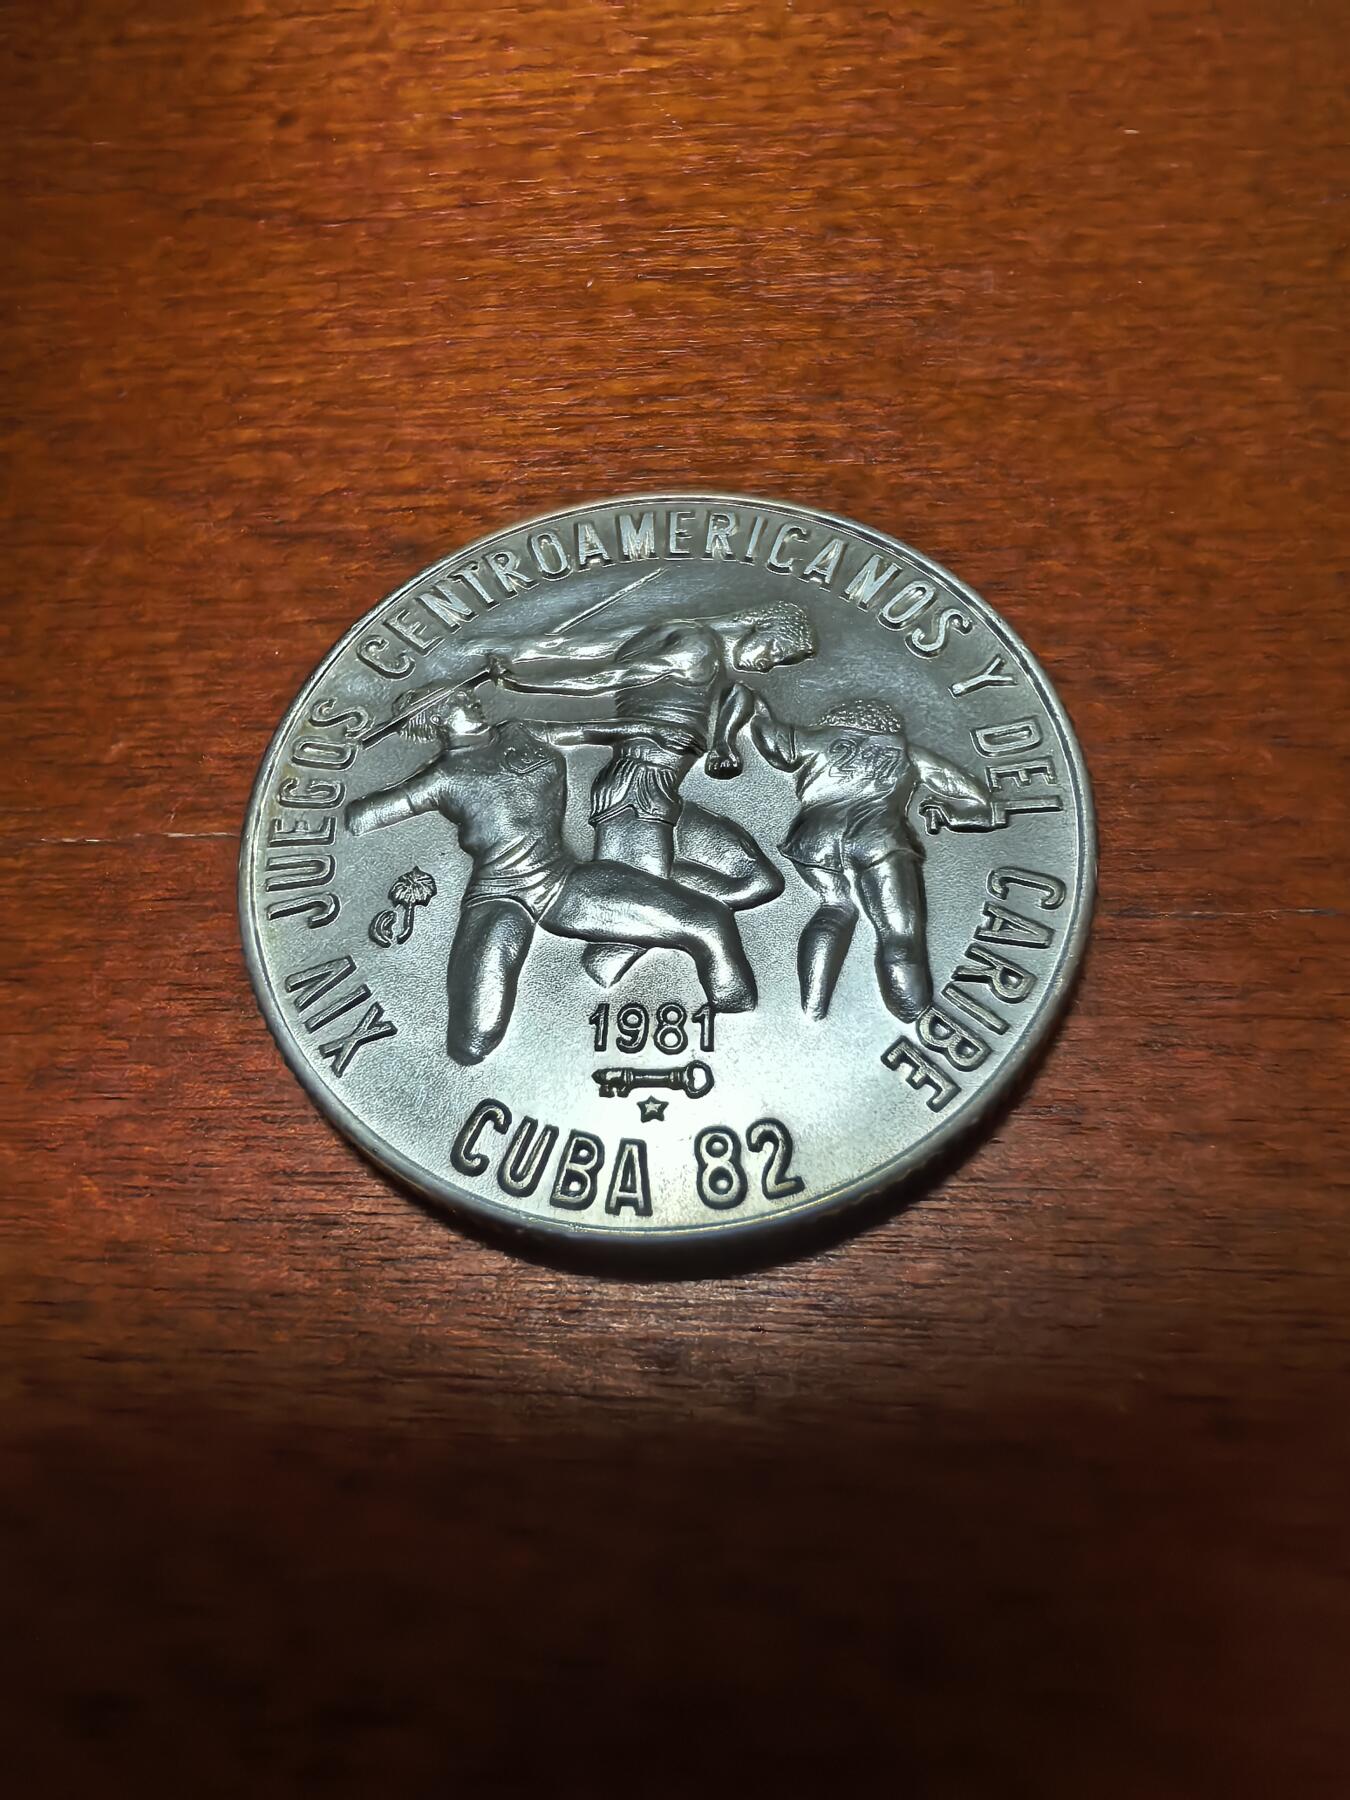 XIV JUEGOS CENTROAMERICANOS Y DEL CARIBE
1981
CUBA 82